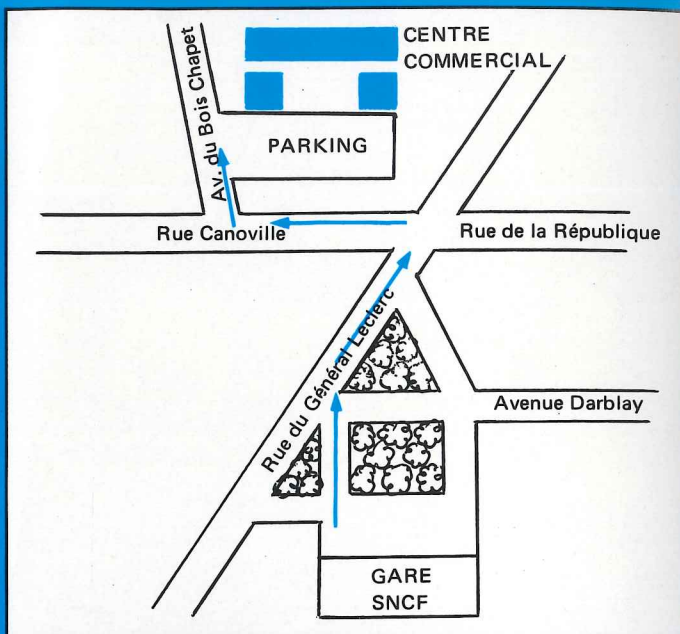 CENTRE
COMMERCIAL
Av. du Bois Chapet
PARKING
Rue Canoville
Rue de la République
Rue du Général Leclerc
Avenue Darblay
GARE
SNCF